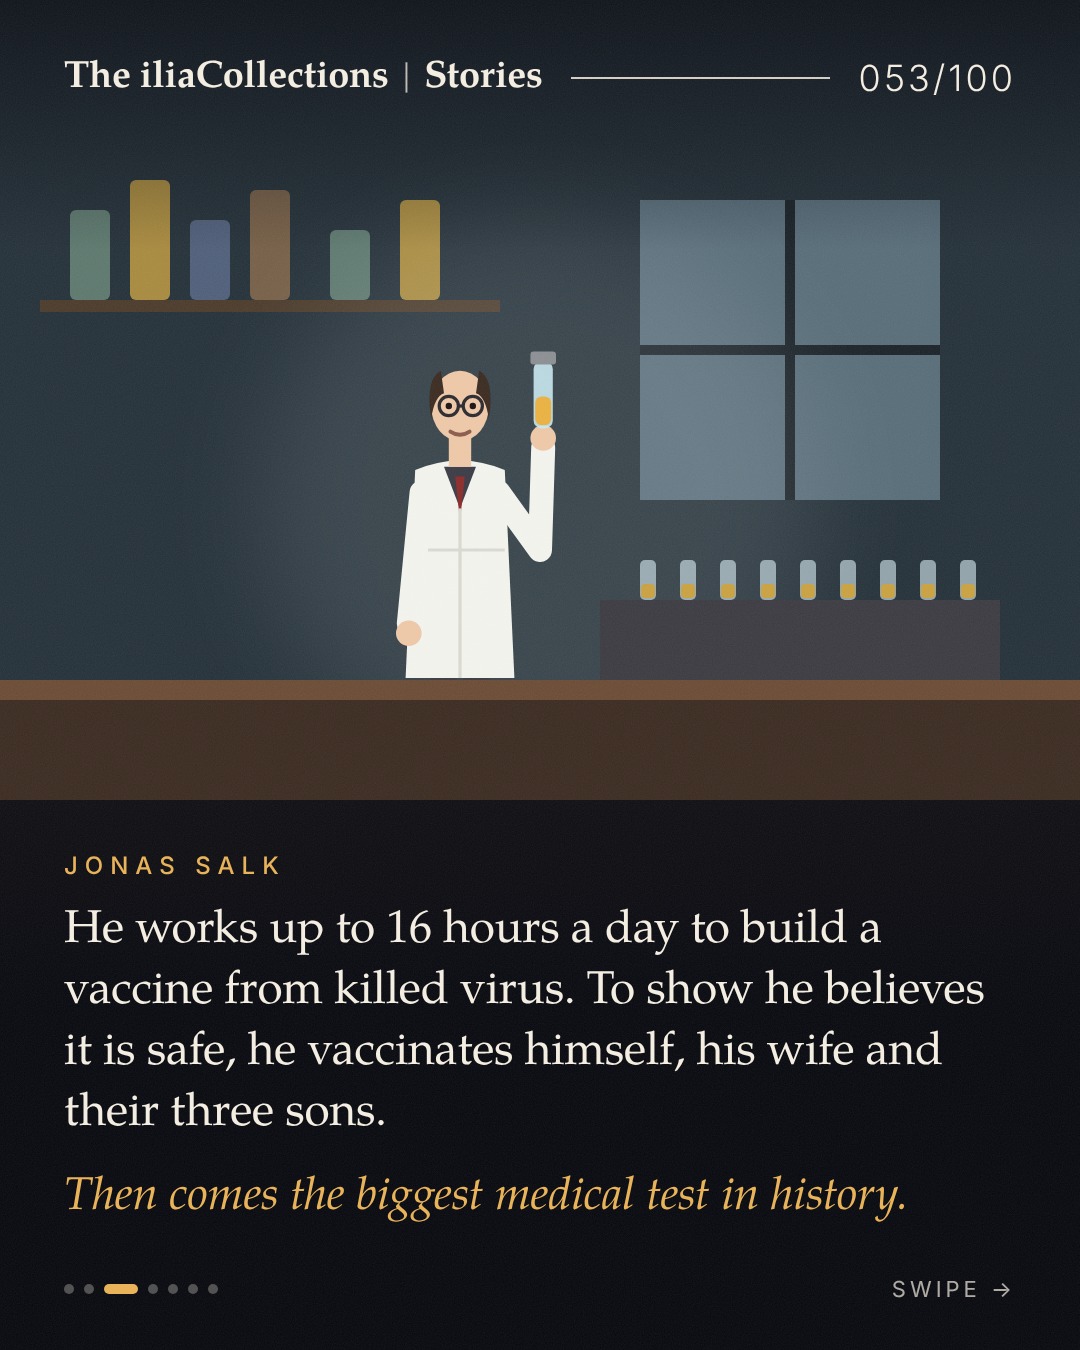 The iliaCollections | Stories 053/100
JONAS SALK
He works up to 16 hours a day to build a
vaccine from killed virus. To show he believes
it is safe, he vaccinates himself, his wife and
their three sons.
Then comes the biggest medical test in history.
SWIPE →